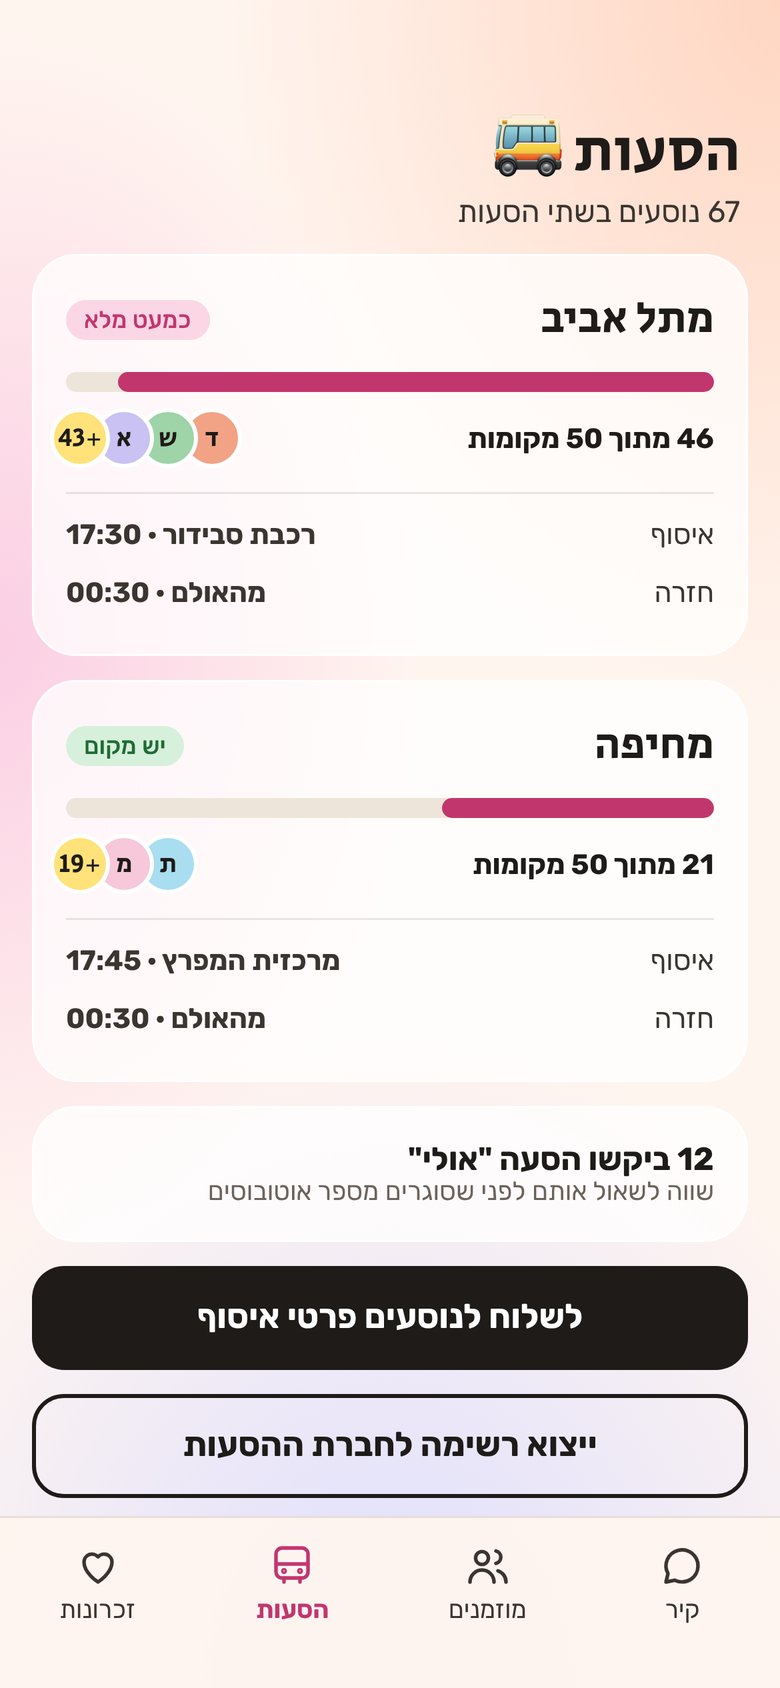 הסעות 🚌
67 נוסעים בשתי הסעות
מתל אביב
כמעט מלא
46 מתוך 50 מקומות
ד ש א 43+
איסוף
רכבת סבידור • 17:30
חזרה
מהאולם • 00:30
מחיפה
יש מקום
21 מתוך 50 מקומות
ת מ 19+
איסוף
מרכזית המפרץ • 17:45
חזרה
מהאולם • 00:30
12 ביקשו הסעה "אולי"
שווה לשאול אותם לפני שסוגרים מספר אוטובוסים
לשלוח לנוסעים פרטי איסוף
ייצוא רשימה לחברת ההסעות
קיר
מוזמנים
הסעות
זכרונות